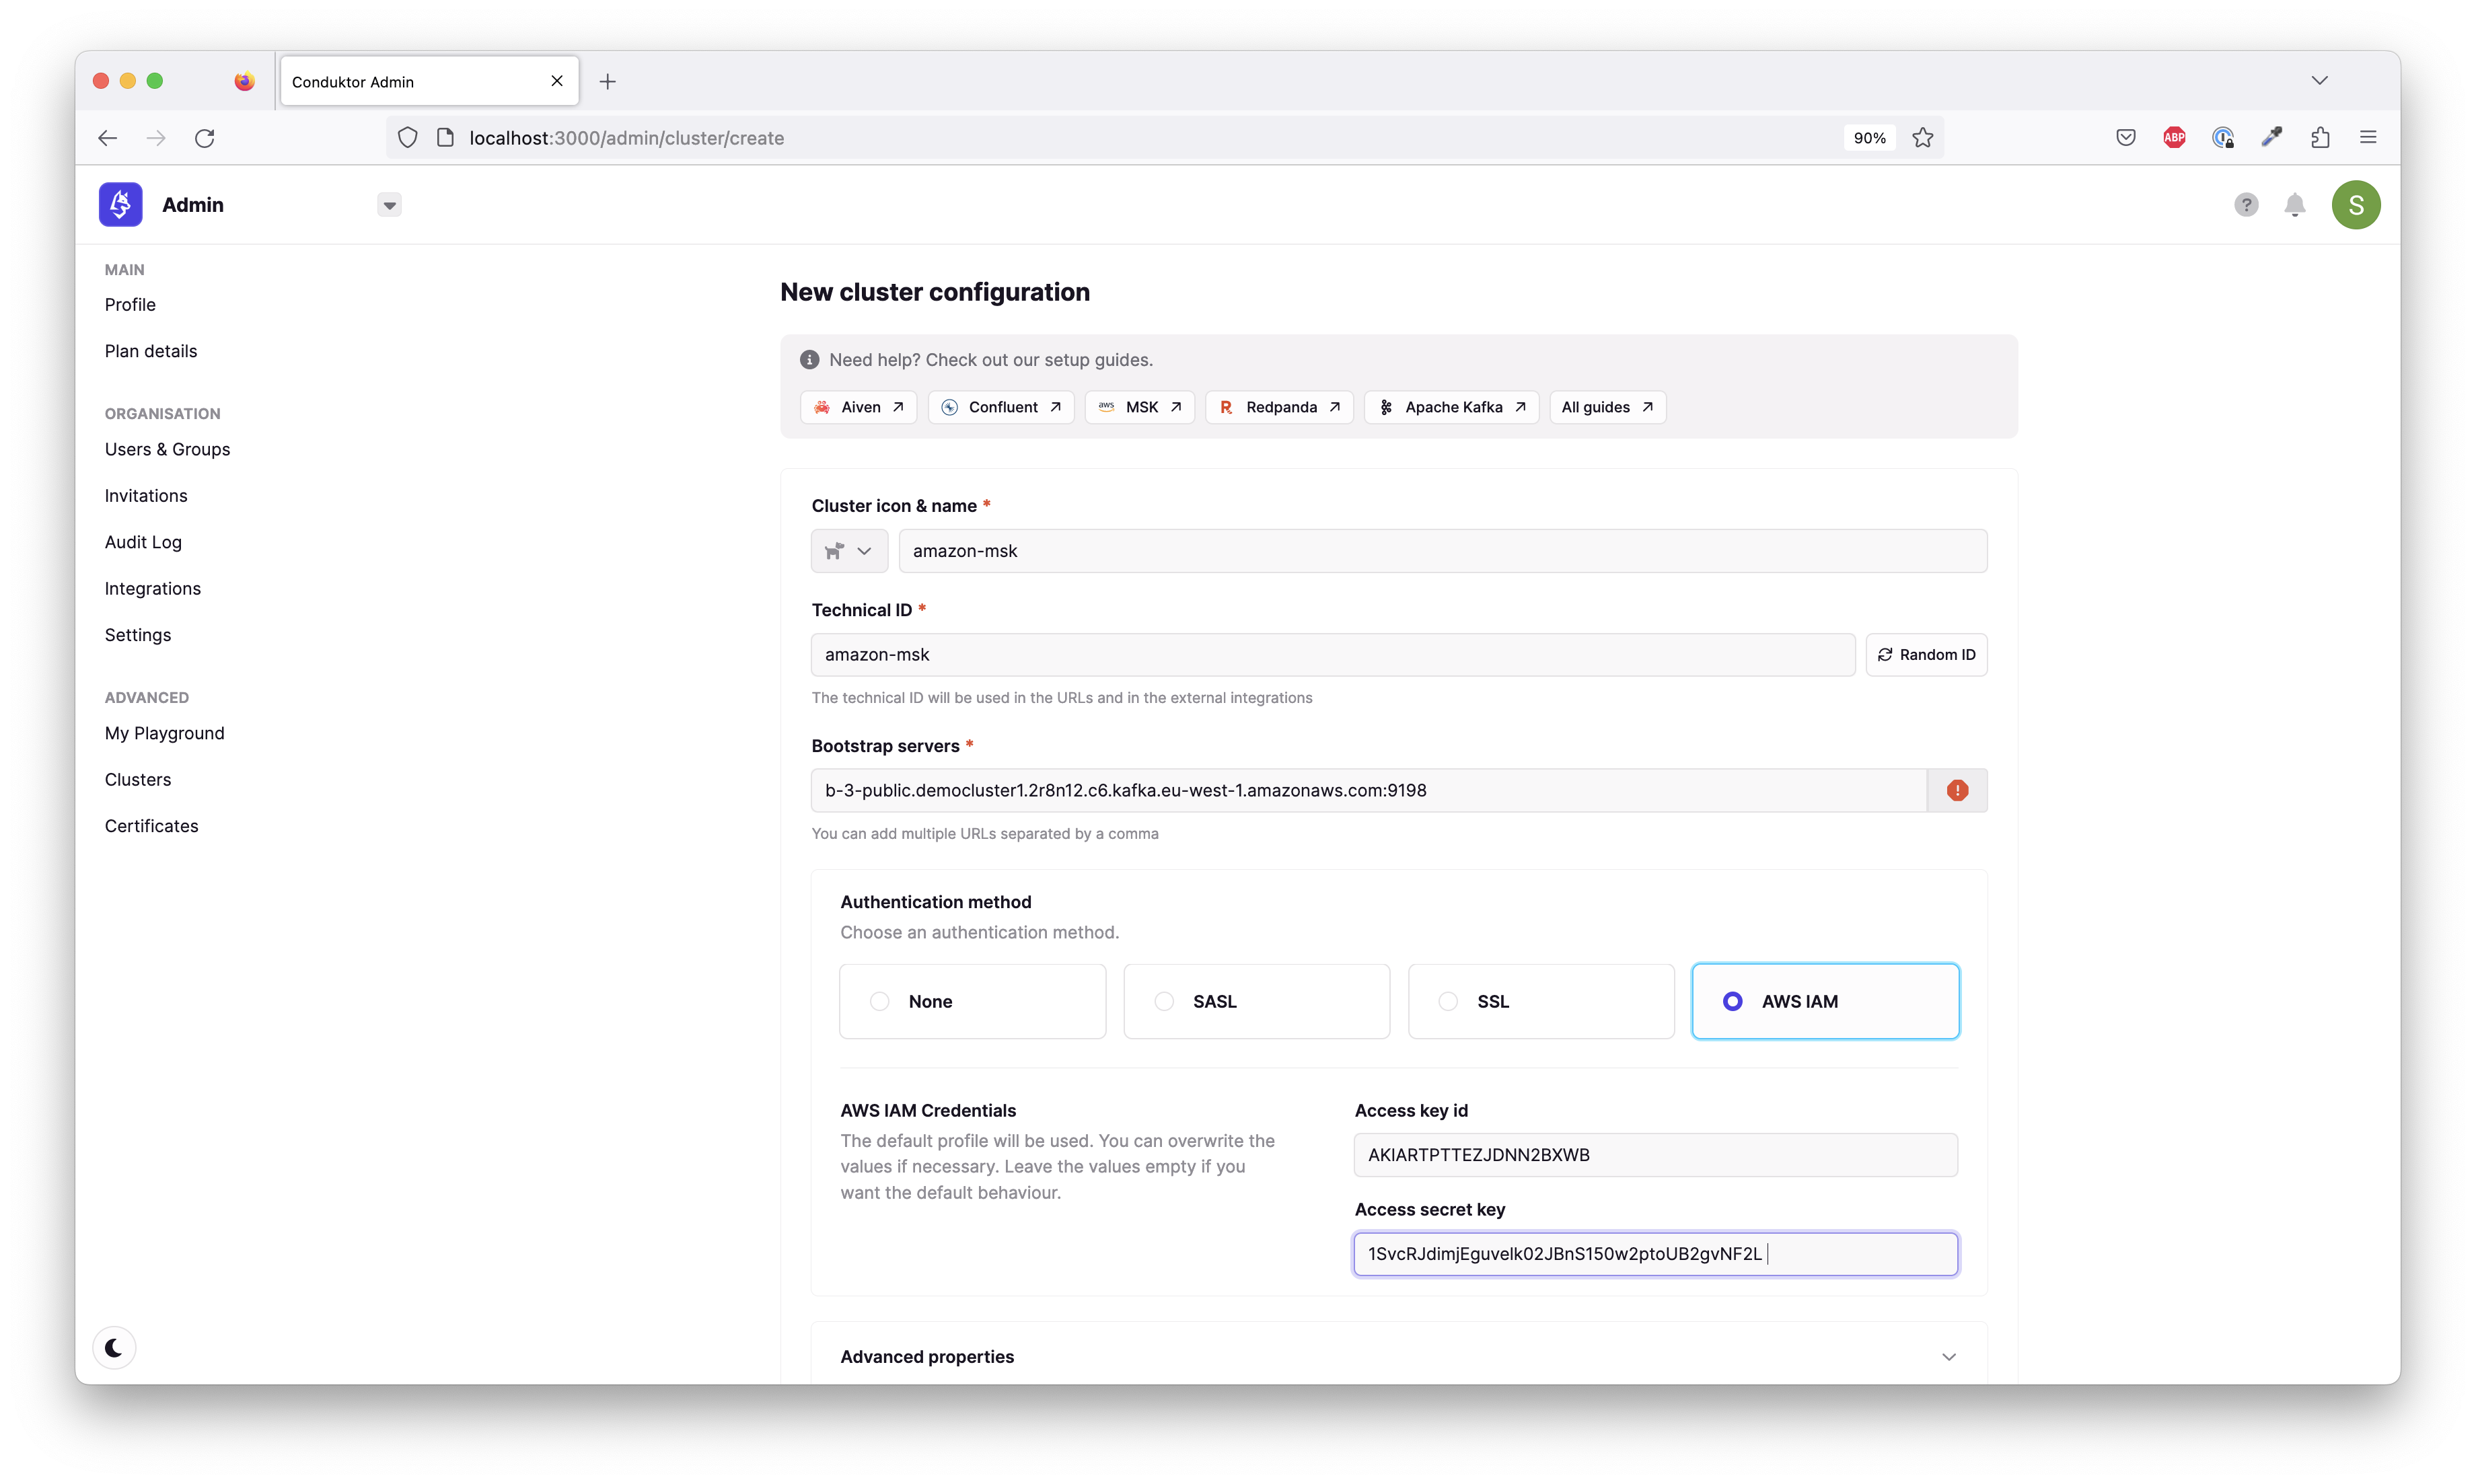 Conduktor Admin
localhost:3000/admin/cluster/create
90%
ABP
Admin
?
S
MAIN
Profile
Plan details
ORGANISATION
Users & Groups
Invitations
Audit Log
Integrations
Settings
ADVANCED
My Playground
Clusters
Certificates
New cluster configuration
Need help? Check out our setup guides.
Aiven
Confluent
aws MSK
Redpanda
Apache Kafka
All guides
Cluster icon & name *
amazon-msk
Technical ID *
amazon-msk
Random ID
The technical ID will be used in the URLs and in the external integrations
Bootstrap servers *
b-3-public.democluster1.2r8n12.c6.kafka.eu-west-1.amazonaws.com:9198
You can add multiple URLs separated by a comma
Authentication method
Choose an authentication method.
None
SASL
SSL
AWS IAM
AWS IAM Credentials
The default profile will be used. You can overwrite the
values if necessary. Leave the values empty if you
want the default behaviour.
Access key id
AKIARTPTTEZJDNN2BXWB
Access secret key
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
Advanced properties